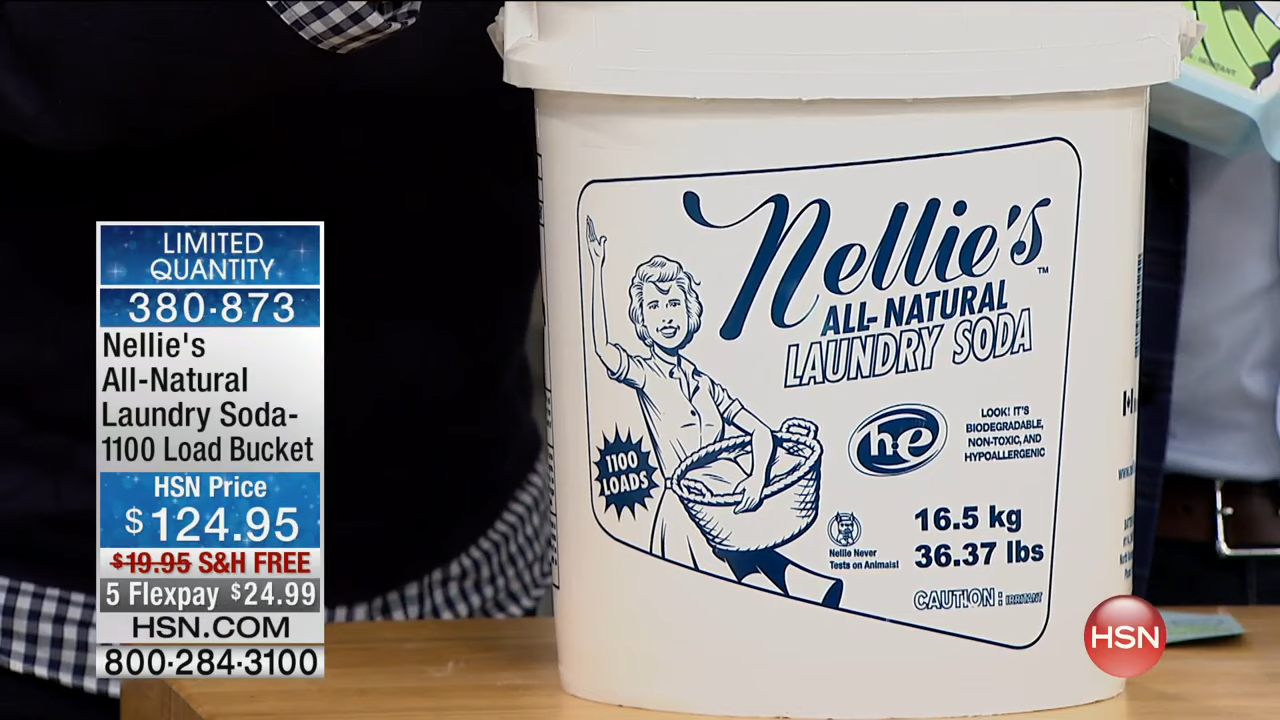 LIMITED
QUANTITY
380-873
Nellie's
All-Natural
Laundry Soda-
1100 Load Bucket
HSN Price
$124.95
$19.95 S&H FREE
5 Flexpay $24.99
HSN.COM
800-284-3100
Nellie's™
ALL-NATURAL
LAUNDRY SODA
1100
LOADS
he
LOOK! IT'S
BIODEGRADABLE,
NON-TOXIC, AND
HYPOALLERGENIC
Nellie Never
Tests on Animals!
16.5 kg
36.37 lbs
CAUTION: IRRITANT
HSN